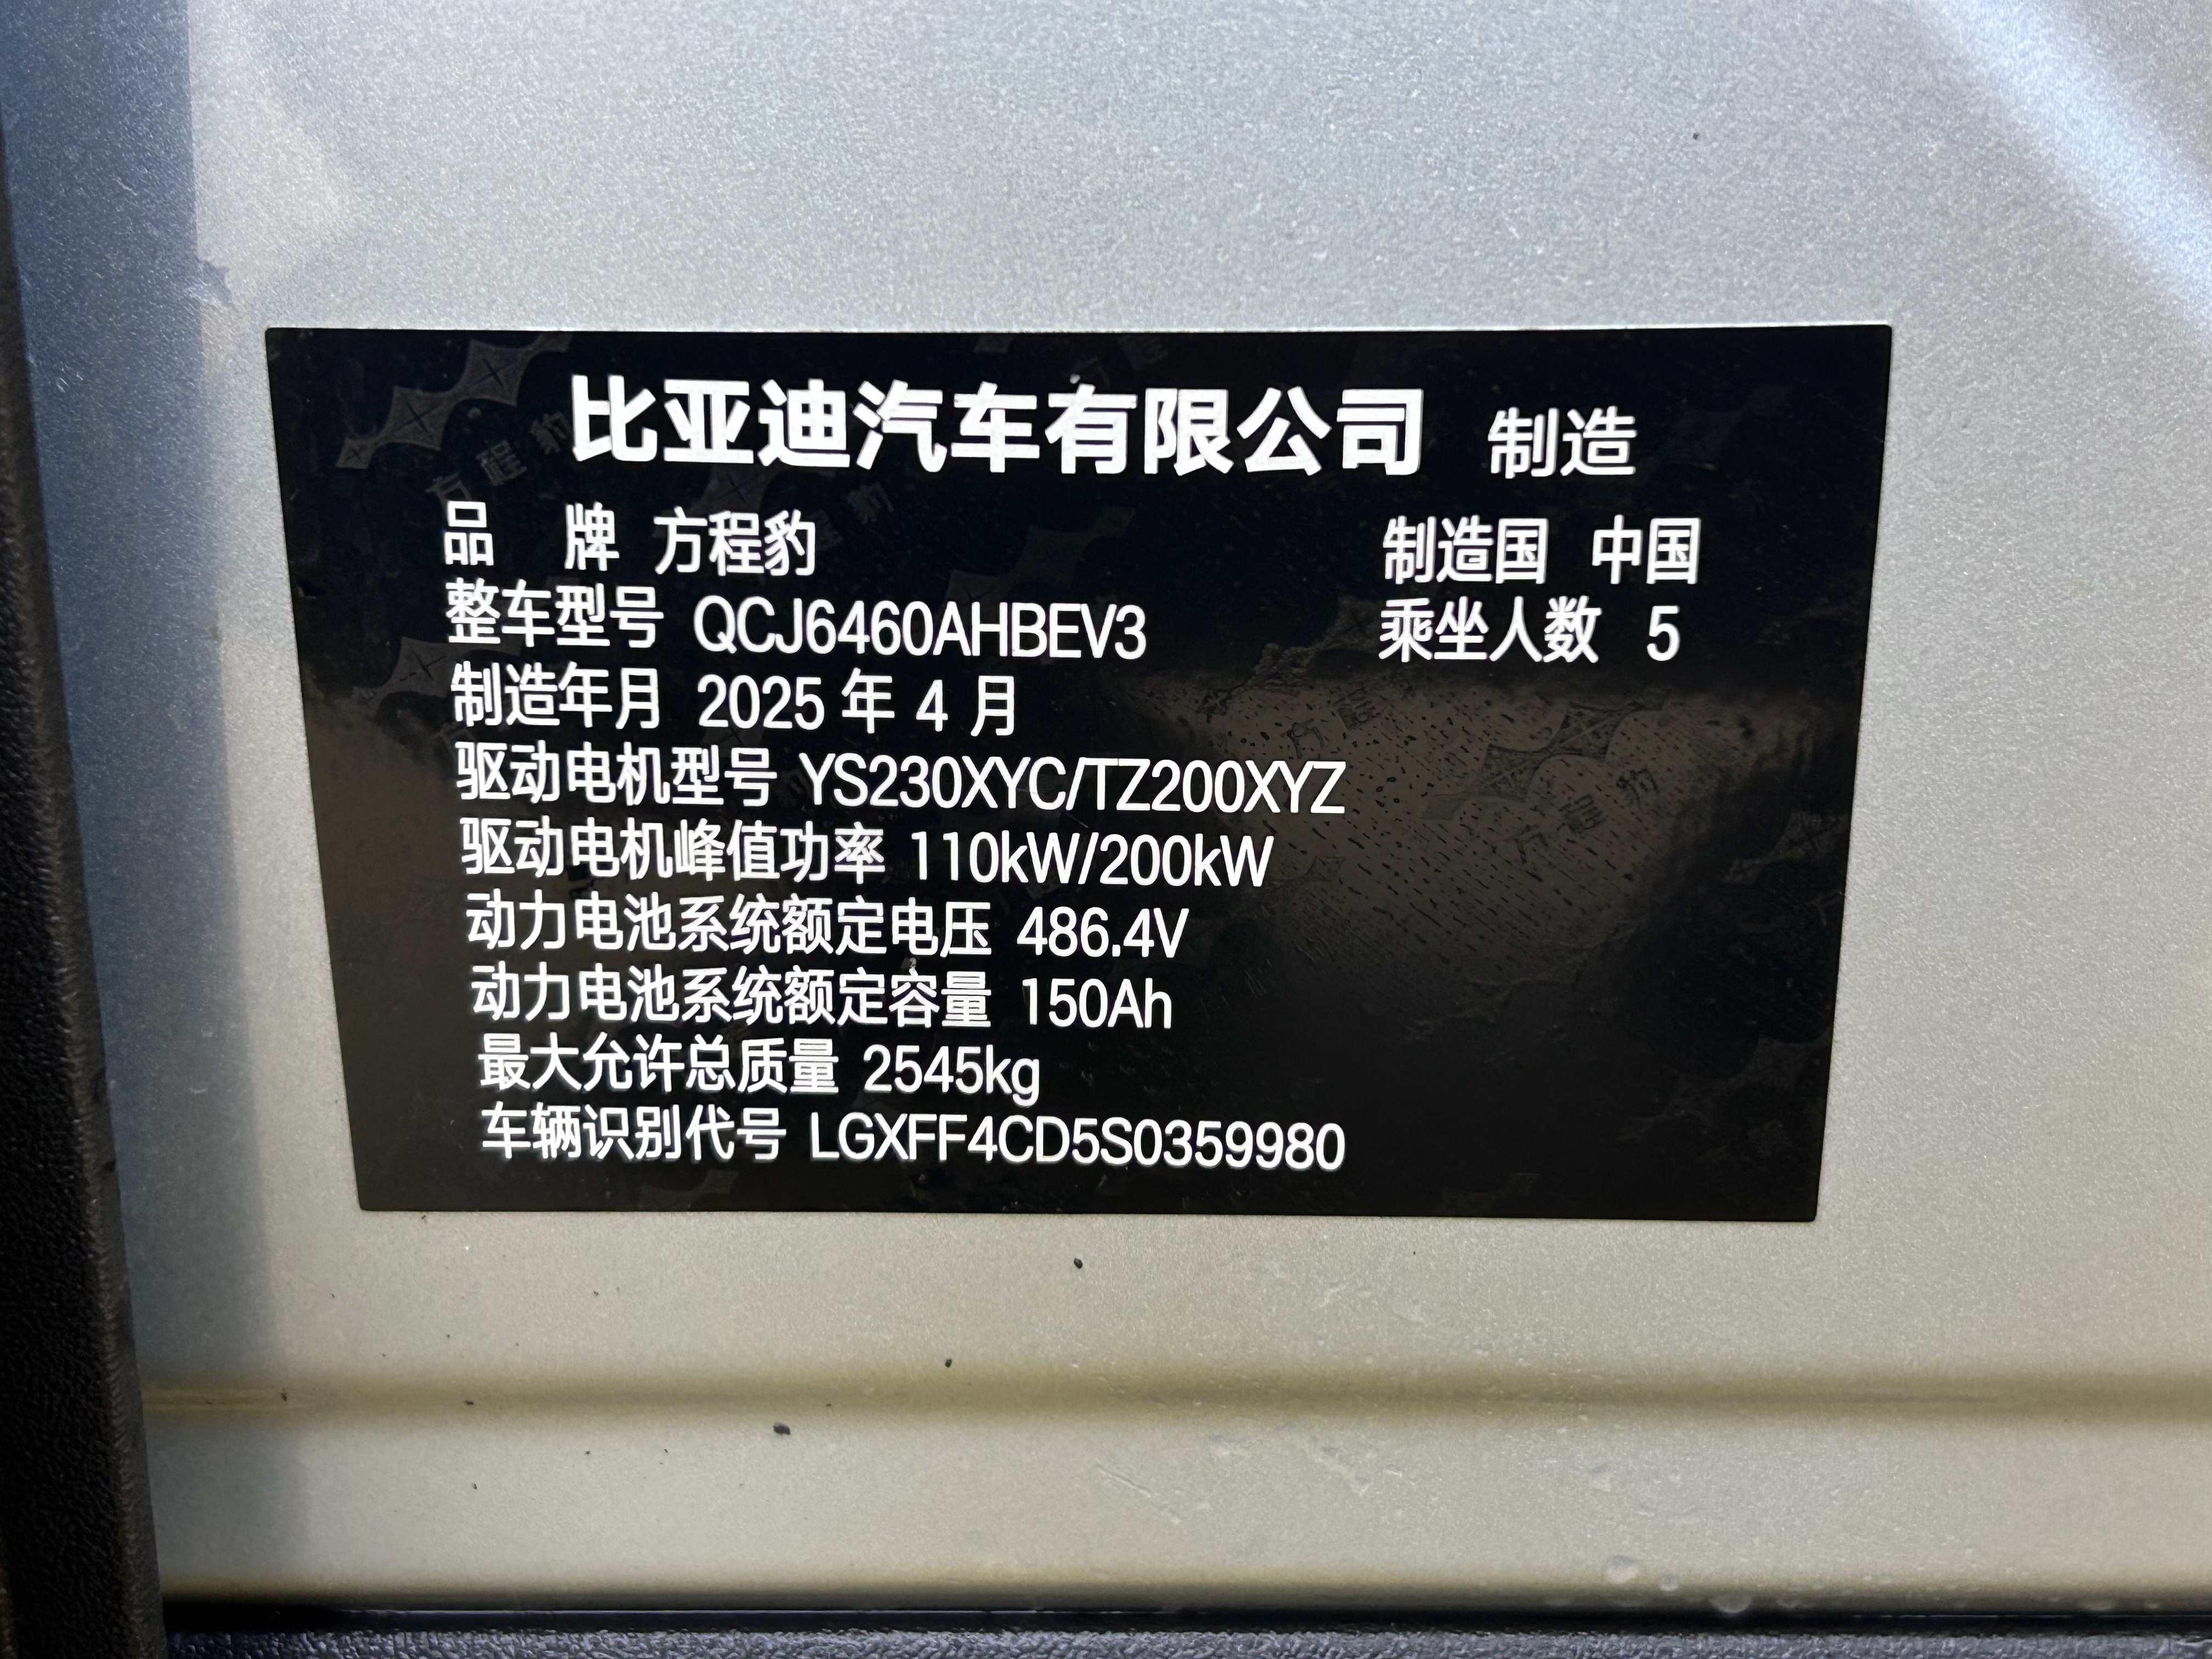 比亚迪汽车有限公司 制造
品 牌 方程豹 制造国 中国
整车型号 QCJ6460AHBEV3 乘坐人数 5
制造年月 2025 年 4 月
驱动电机型号 YS230XYC/TZ200XYZ
驱动电机峰值功率 110kW/200kW
动力电池系统额定电压 486.4V
动力电池系统额定容量 150Ah
最大允许总质量 2545kg
车辆识别代号 LGXFF4CD5S0359980